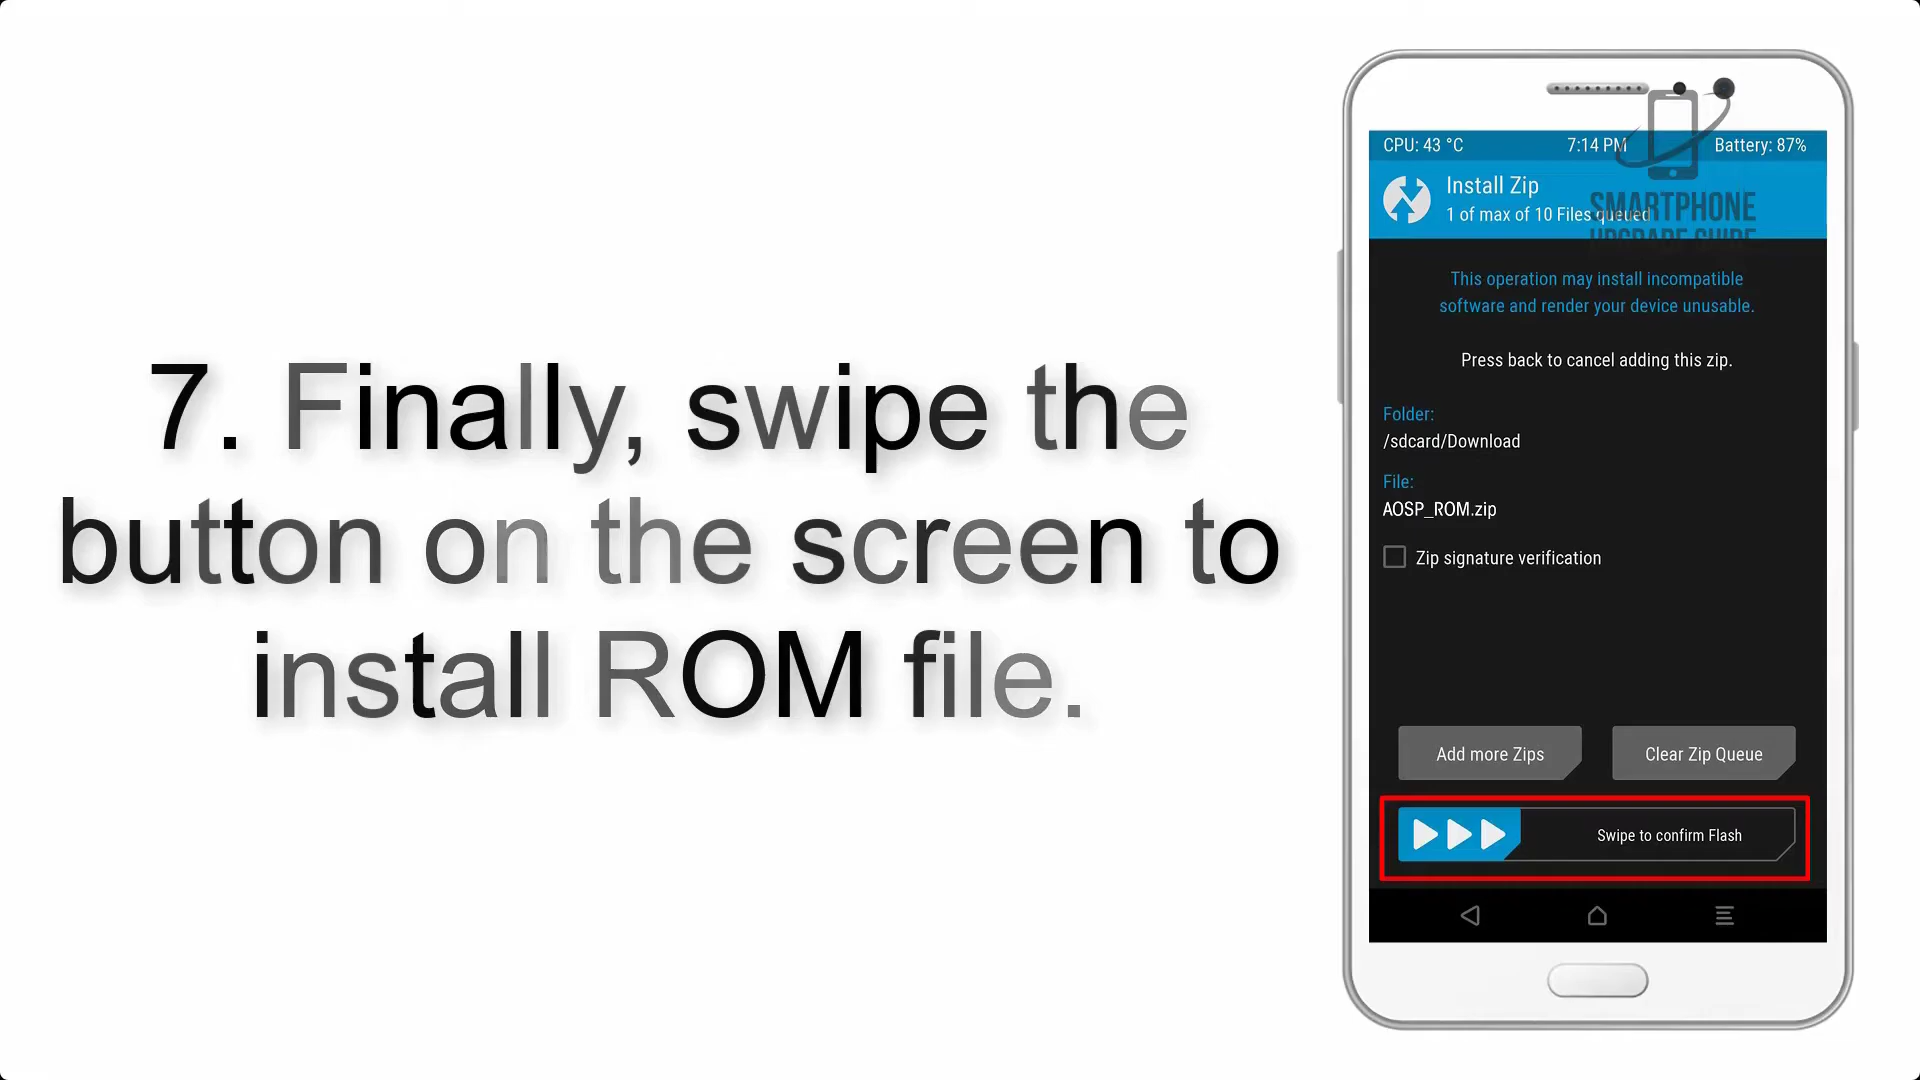 7. Finally, swipe the
button on the screen to
install ROM file.
CPU: 43 °C 7:14 PM Battery: 87%
Install Zip
1 of max of 10 Files queued
SMARTPHONE
UPGRADE GUIDE
This operation may install incompatible
software and render your device unusable.
Press back to cancel adding this zip.
Folder:
/sdcard/Download
File:
AOSP_ROM.zip
Zip signature verification
Add more Zips Clear Zip Queue
Swipe to confirm Flash